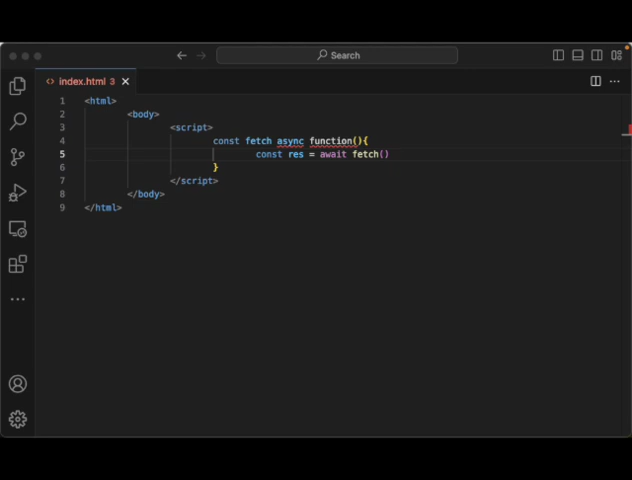 Search
index.html 3
1 <html>
2 <body>
3 <script>
4 const fetch async function(){
5 const res = await fetch()
6 }
7 </script>
8 </body>
9 </html>